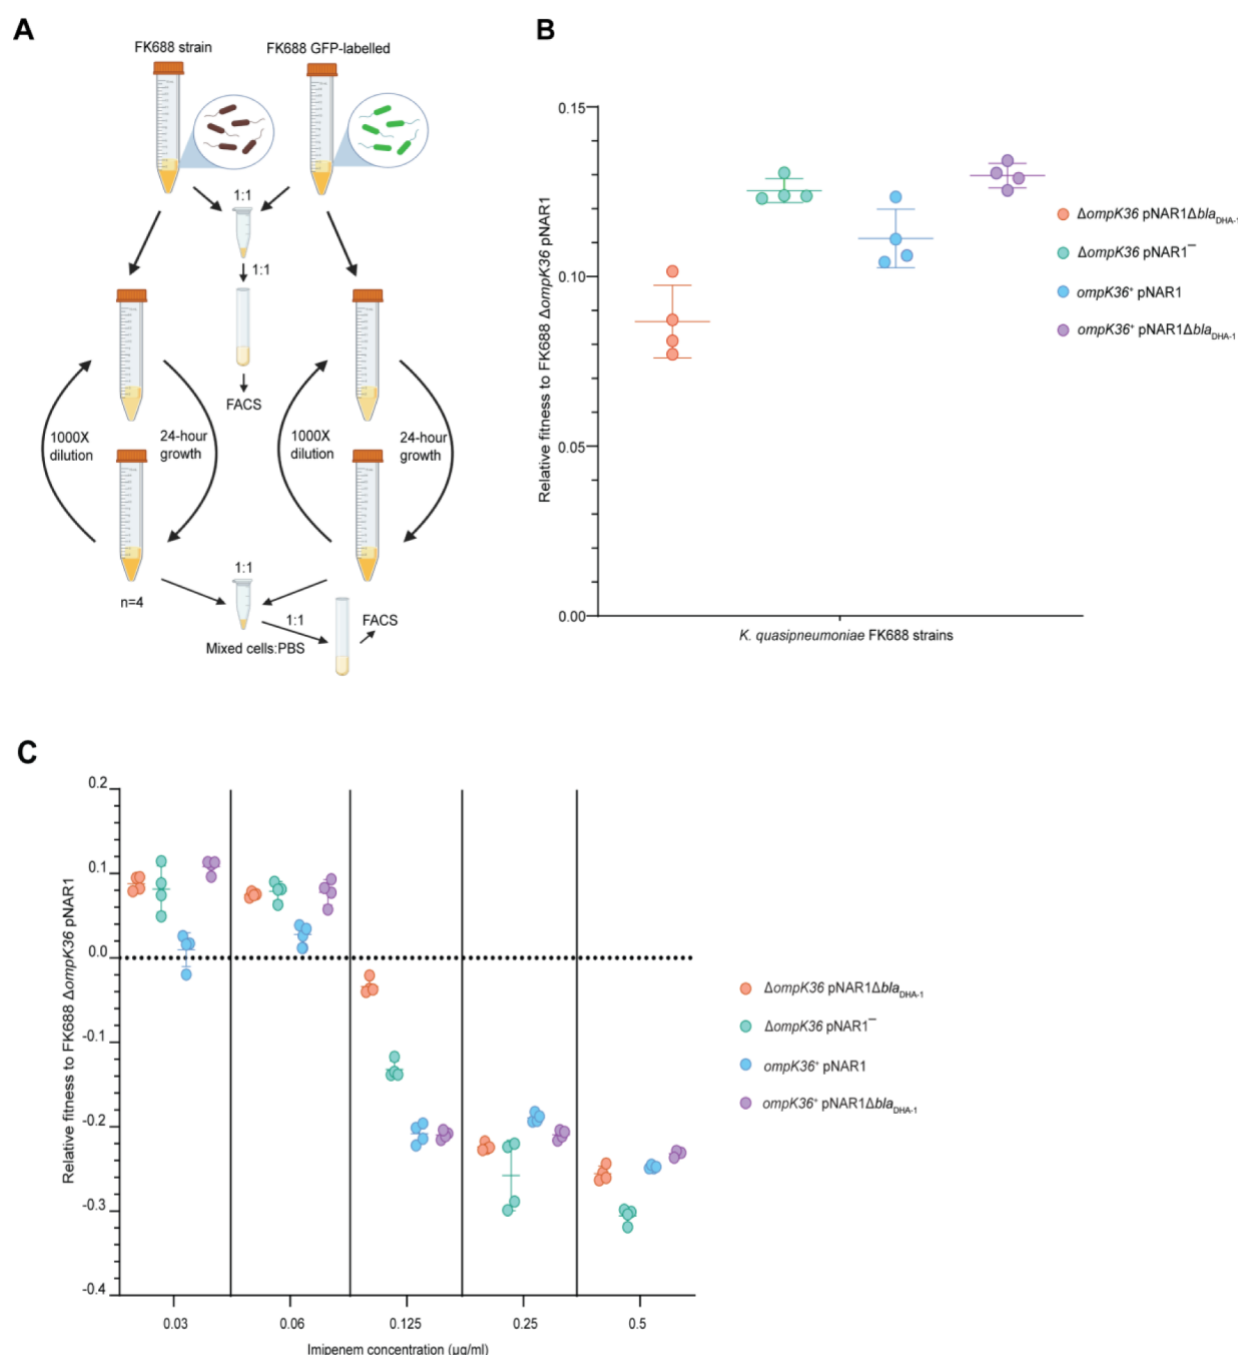 A
FK688 strain
FK688 GFP-labelled
1:1
1:1
FACS
1000X
dilution
24-hour
growth
1000X
dilution
24-hour
growth
n=4
1:1
1:1
FACS
Mixed cells:PBS
B
Relative fitness to FK688 ΔompK36 pNAR1
0.15
0.10
0.05
0.00
K. quasipneumoniae FK688 strains
ΔompK36 pNAR1ΔblaDHA-1
ΔompK36 pNAR1⁻
ompK36⁺ pNAR1
ompK36⁺ pNAR1ΔblaDHA-1
C
Relative fitness to FK688 ΔompK36 pNAR1
0.2
0.1
0.0
-0.1
-0.2
-0.3
-0.4
0.03
0.06
0.125
0.25
0.5
Imipenem concentration (µg/ml)
ΔompK36 pNAR1ΔblaDHA-1
ΔompK36 pNAR1⁻
ompK36⁺ pNAR1
ompK36⁺ pNAR1ΔblaDHA-1